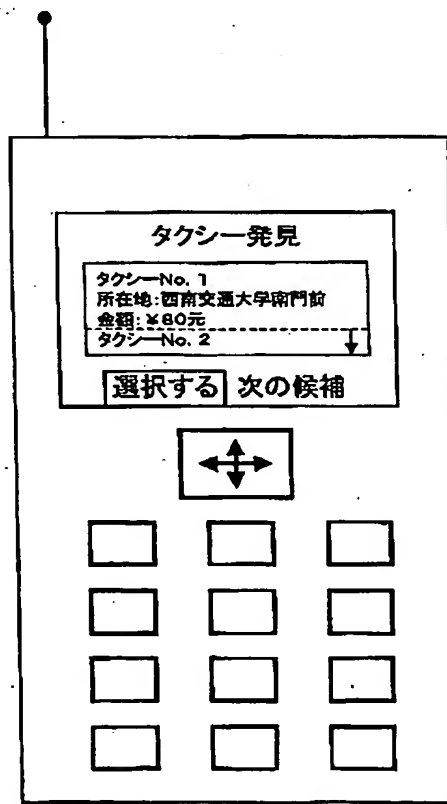 タクシー発見
タクシーNo. 1
所在地:西南交通大学南門前
金額:¥80元
タクシーNo. 2
選択する 次の候補